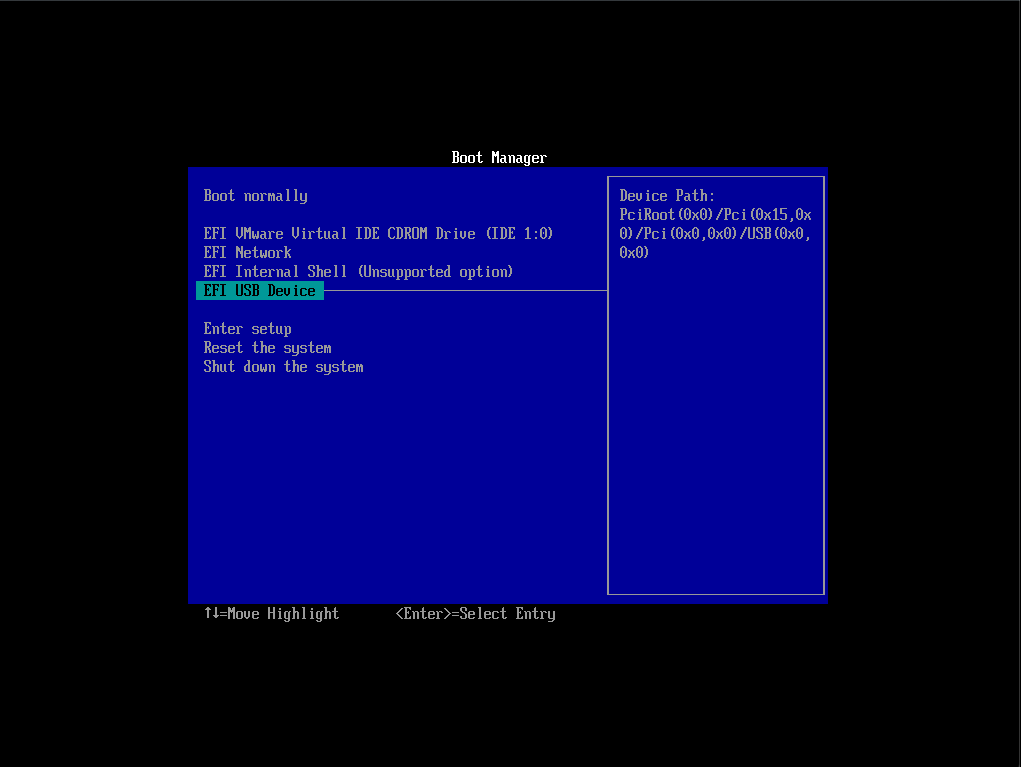 Boot Manager
Boot normally
EFI VMware Virtual IDE CDROM Drive (IDE 1:0)
EFI Network
EFI Internal Shell (Unsupported option)
EFI USB Device
Enter setup
Reset the system
Shut down the system
Device Path:
PciRoot(0x0)/Pci(0x15,0x
0)/Pci(0x0,0x0)/USB(0x0,
0x0)
↑↓=Move Highlight <Enter>=Select Entry